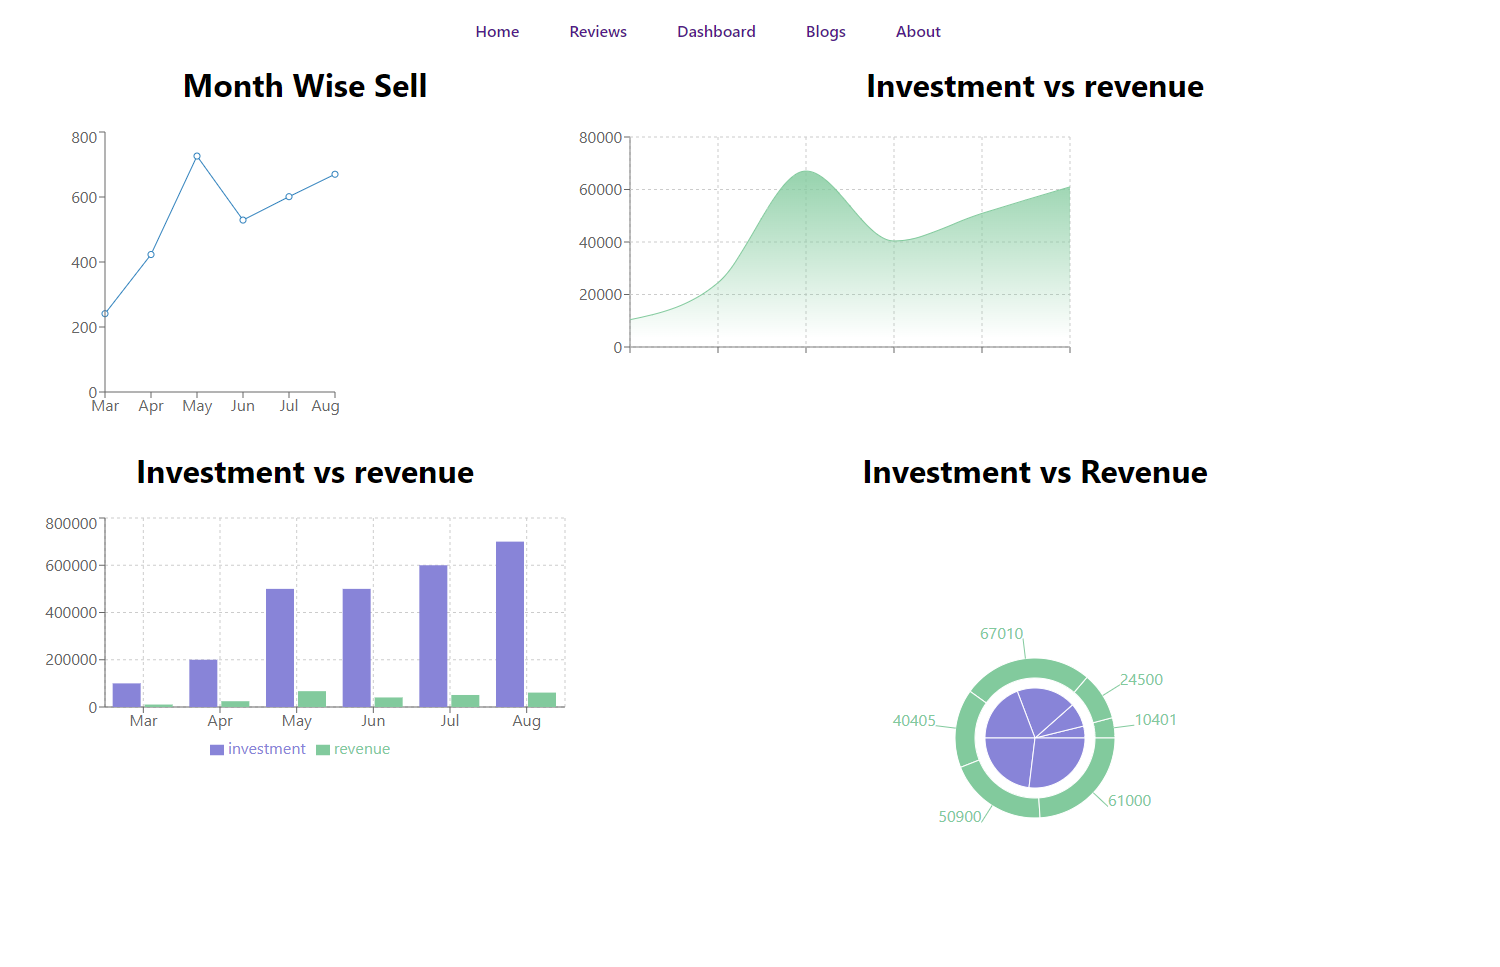 Home Reviews Dashboard Blogs About
Month Wise Sell
800
600
400
200
0
Mar Apr May Jun Jul Aug
Investment vs revenue
80000
60000
40000
20000
0
Investment vs revenue
800000
600000
400000
200000
0
Mar Apr May Jun Jul Aug
investment revenue
Investment vs Revenue
67010
24500
40405
10401
61000
50900